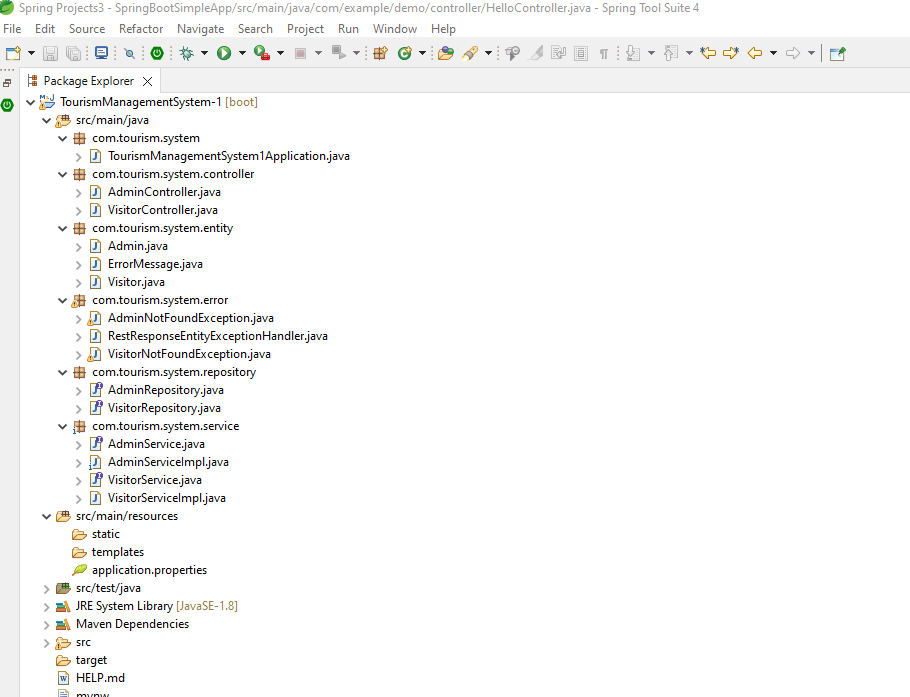 Spring Projects3 - SpringBootSimpleApp/src/main/java/com/example/demo/controller/HelloController.java - Spring Tool Suite 4
File Edit Source Refactor Navigate Search Project Run Window Help
Package Explorer
TourismManagementSystem-1 [boot]
src/main/java
com.tourism.system
TourismManagementSystem1Application.java
com.tourism.system.controller
AdminController.java
VisitorController.java
com.tourism.system.entity
Admin.java
ErrorMessage.java
Visitor.java
com.tourism.system.error
AdminNotFoundException.java
RestResponseEntityExceptionHandler.java
VisitorNotFoundException.java
com.tourism.system.repository
AdminRepository.java
VisitorRepository.java
com.tourism.system.service
AdminService.java
AdminServiceImpl.java
VisitorService.java
VisitorServiceImpl.java
src/main/resources
static
templates
application.properties
src/test/java
JRE System Library [JavaSE-1.8]
Maven Dependencies
src
target
HELP.md